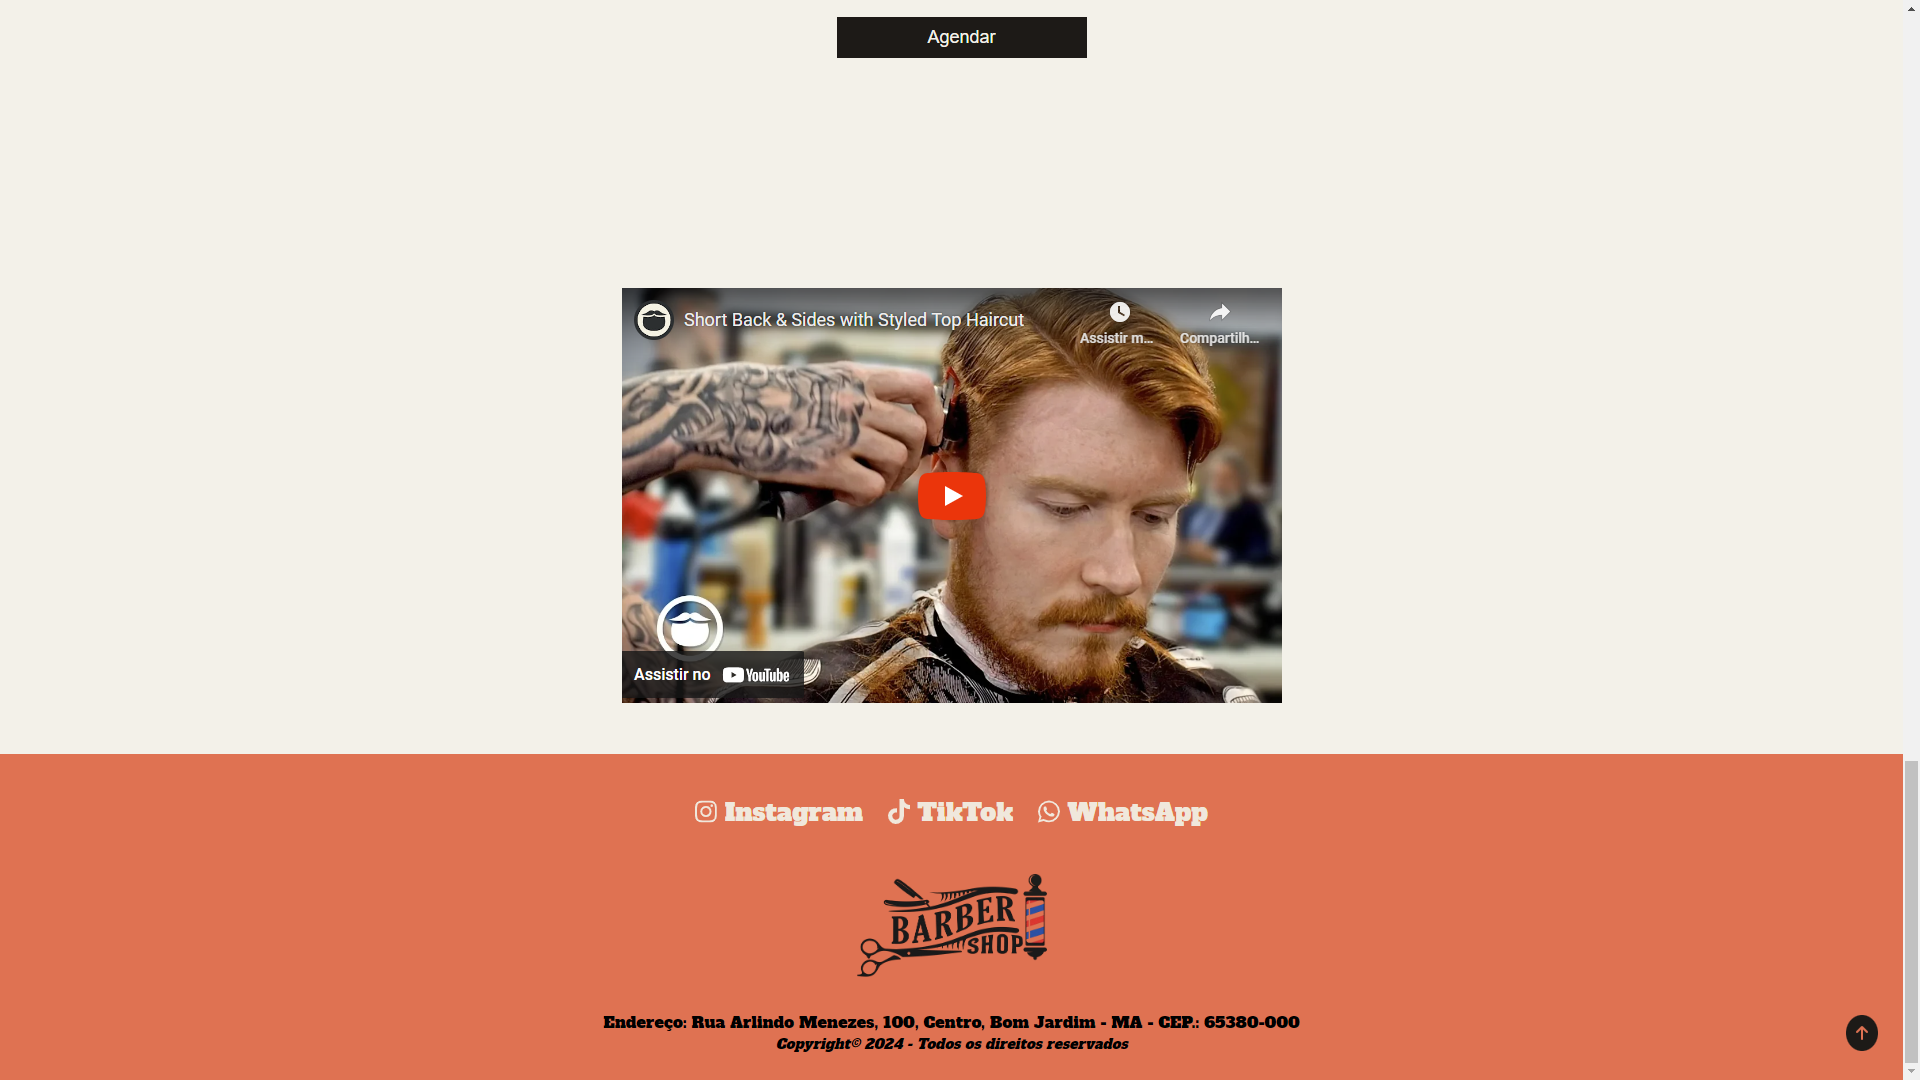 Agendar
Short Back & Sides with Styled Top Haircut
Assistir m...
Compartilh...
Assistir no YouTube
Instagram TikTok WhatsApp
BARBER
SHOP
Endereço: Rua Arlindo Menezes, 100, Centro, Bom Jardim - MA - CEP.: 65380-000
Copyright© 2024 - Todos os direitos reservados